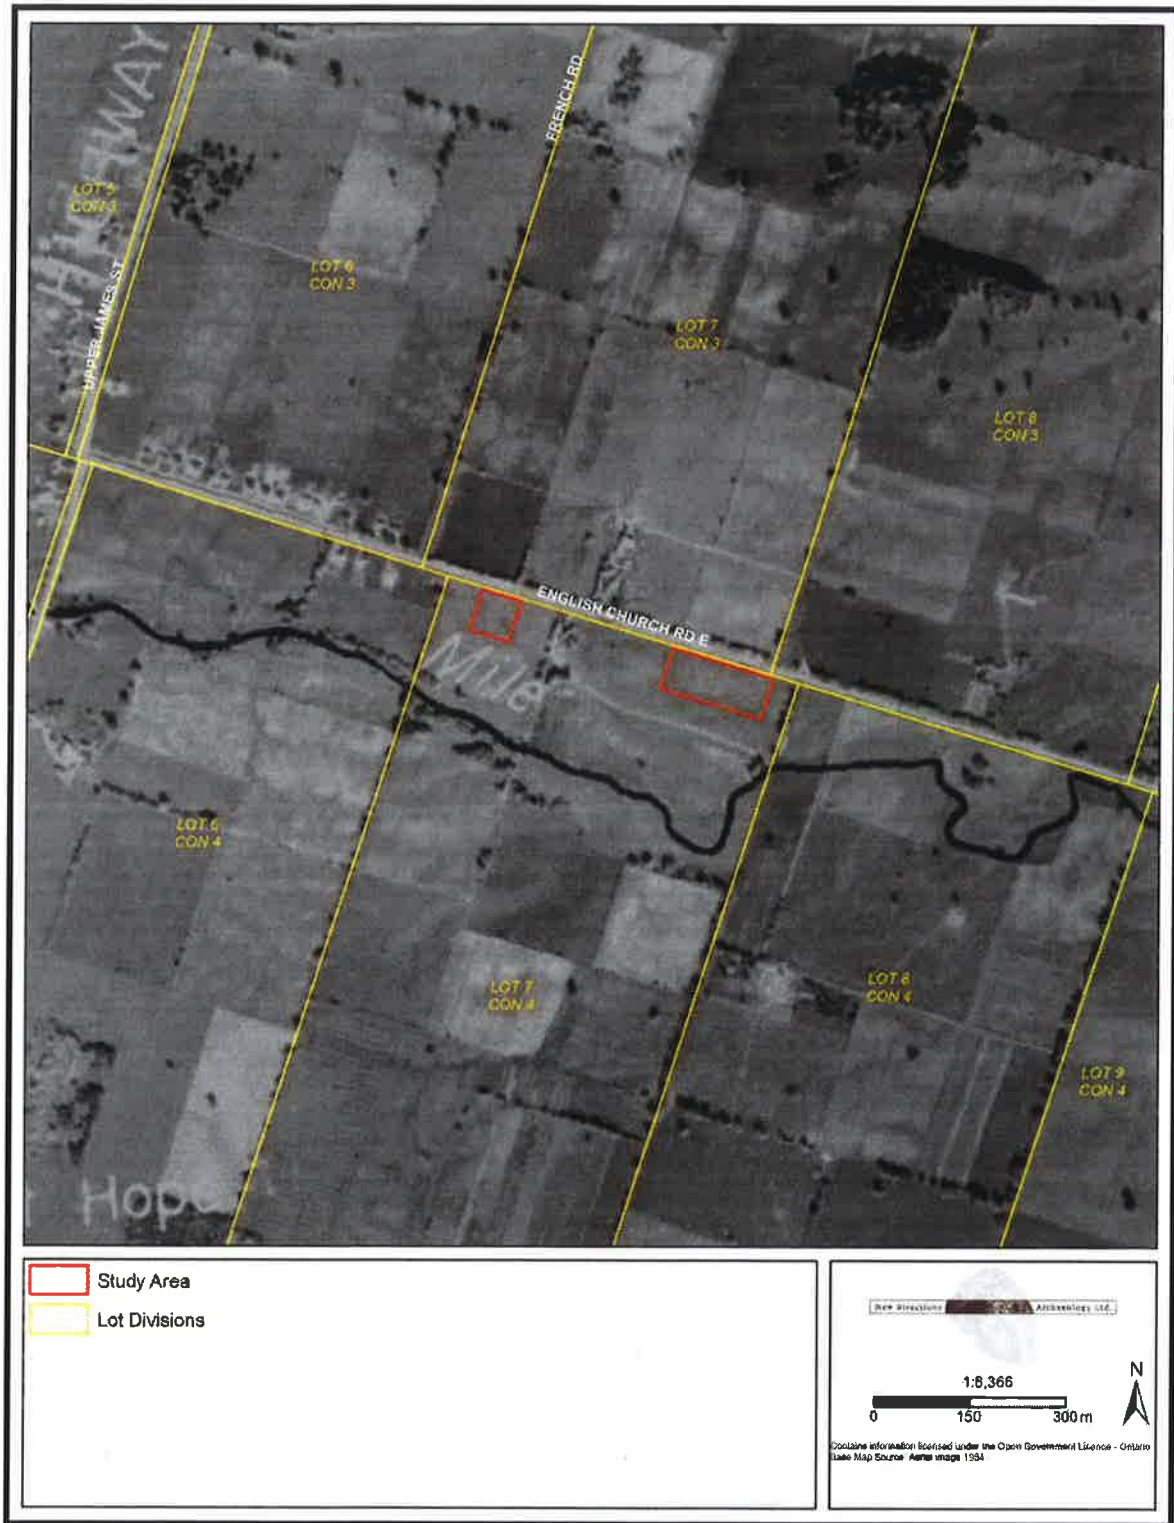 HIGHWAY
FRENCH RD
LOT 5
CON 3
UPPER JAMES ST
LOT 6
CON 3
LOT 7
CON 3
LOT 8
CON 3
ENGLISH CHURCH RD E
Mile
LOT 6
CON 4
LOT 7
CON 4
LOT 8
CON 4
LOT 9
CON 4
Hope
Study Area
Lot Divisions
New Directions Archaeology Ltd.
N
1:6,366
0 150 300 m
Contains information licensed under the Open Government Licence - Ontario
Base Map Source: Aerial image 1954